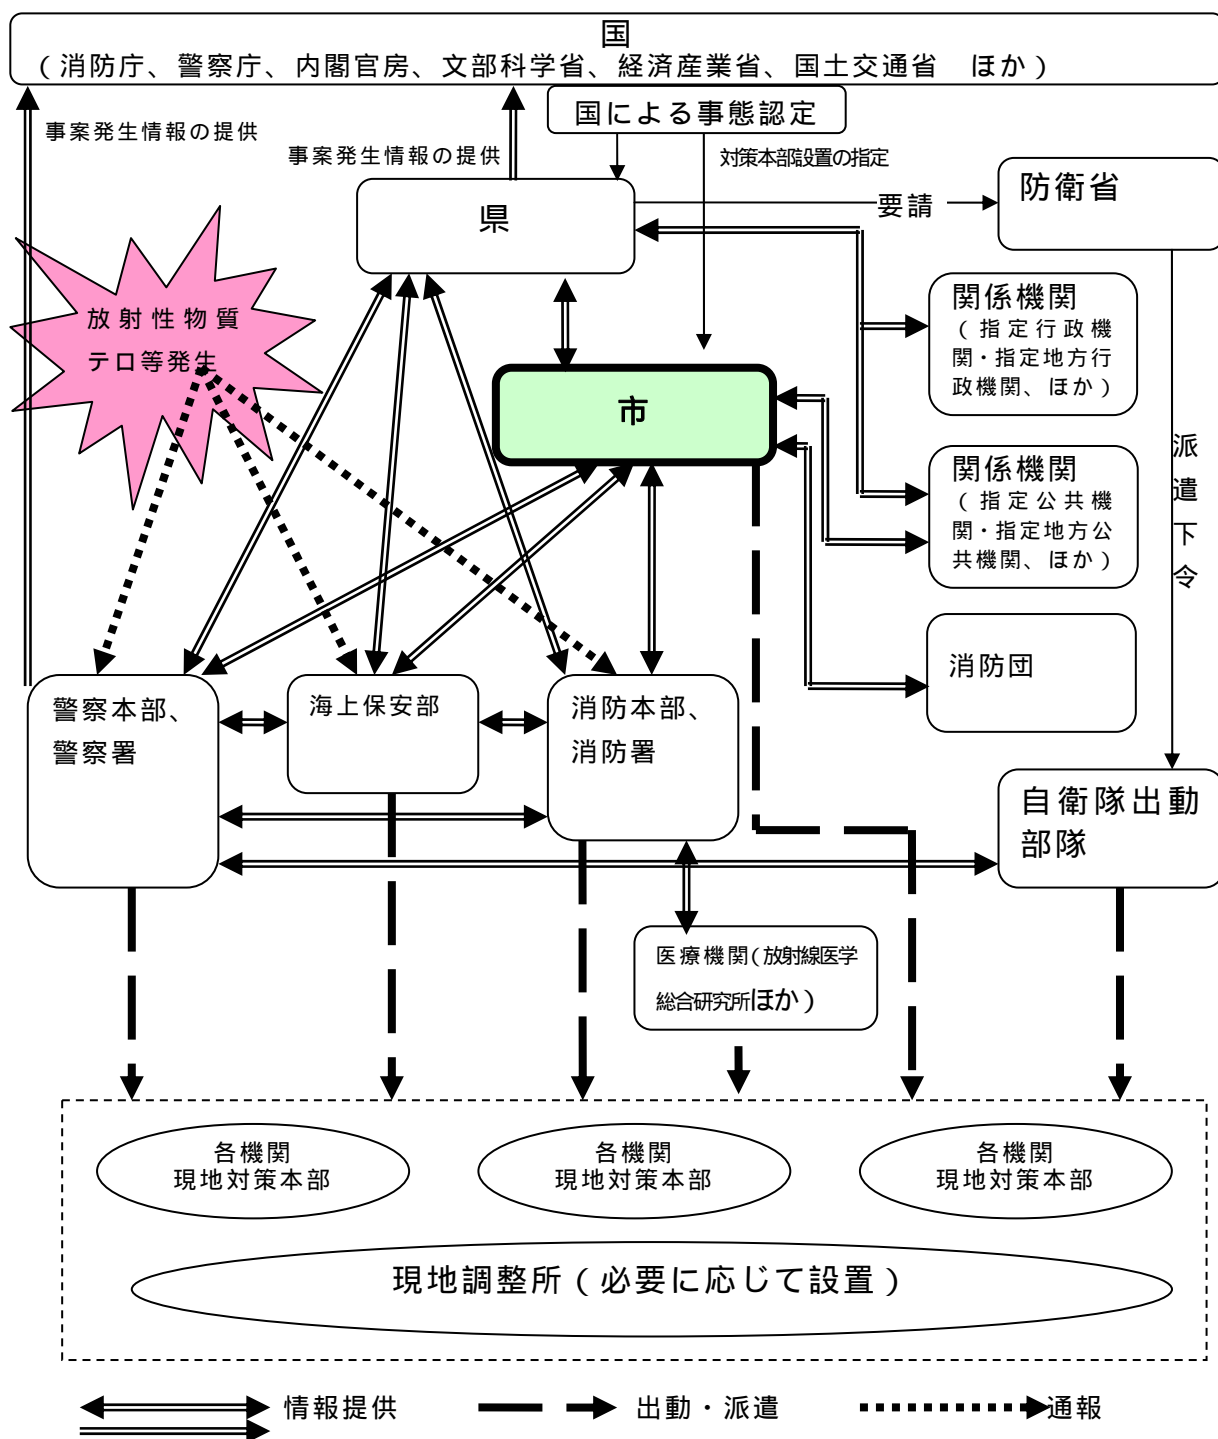 国
（消防庁、警察庁、内閣官房、文部科学省、経済産業省、国土交通省　ほか）
国による事態認定
事案発生情報の提供
事案発生情報の提供
対策本部設置の指定
県
要請
防衛省
放射性物質
テロ等発生
関係機関
（指定行政機
関・指定地方行
政機関、ほか）
市
関係機関
（指定公共機
関・指定地方公
共機関、ほか）
派
遣
下
令
消防団
警察本部、
警察署
海上保安部
消防本部、
消防署
自衛隊出動
部隊
医療機関(放射線医学
総合研究所ほか）
各機関
現地対策本部
各機関
現地対策本部
各機関
現地対策本部
現地調整所（必要に応じて設置）
情報提供
出動・派遣
通報